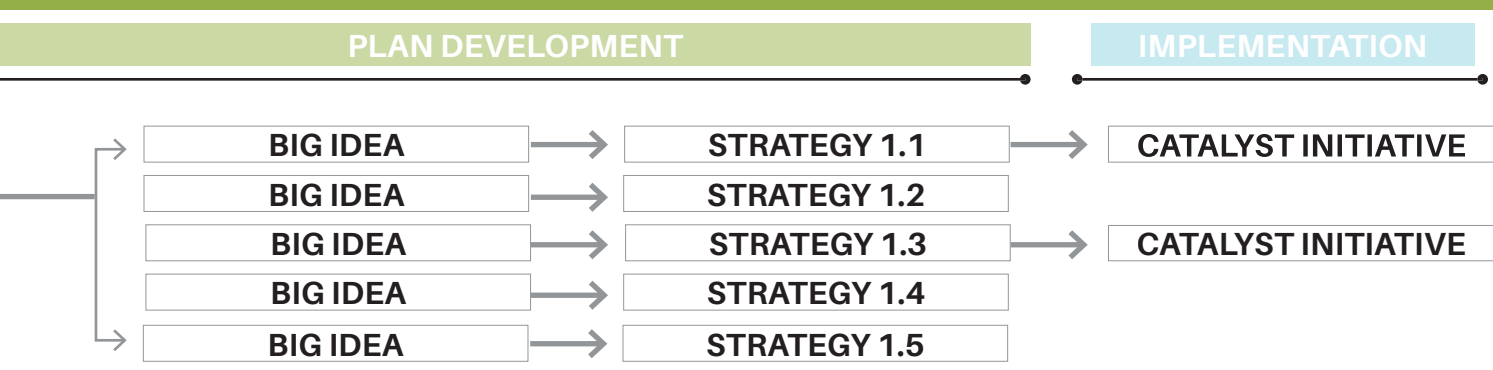 PLAN DEVELOPMENT IMPLEMENTATION
BIG IDEA STRATEGY 1.1 CATALYST INITIATIVE
BIG IDEA STRATEGY 1.2
BIG IDEA STRATEGY 1.3 CATALYST INITIATIVE
BIG IDEA STRATEGY 1.4
BIG IDEA STRATEGY 1.5